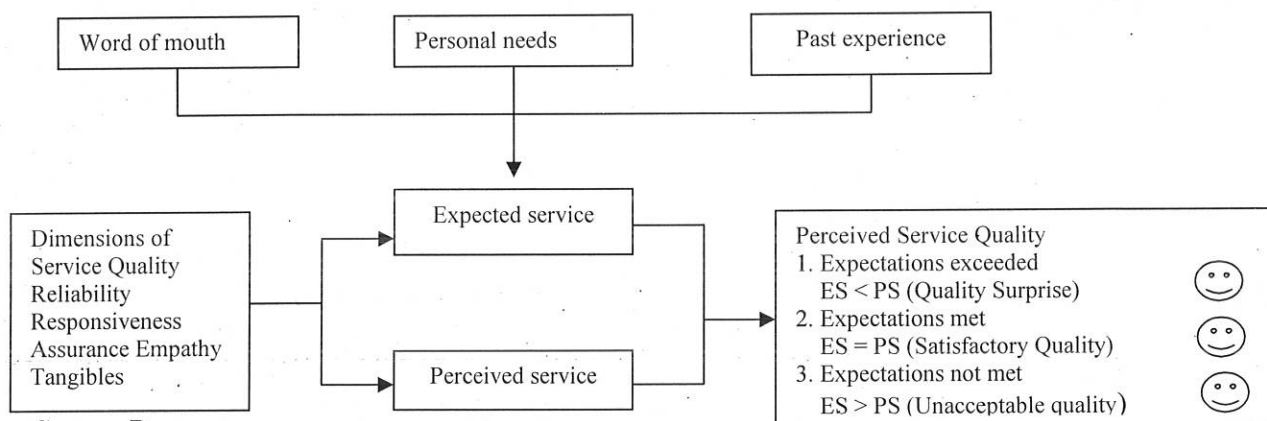 Word of mouth
Personal needs
Past experience
Expected service
Dimensions of
Service Quality
Reliability
Responsiveness
Assurance Empathy
Tangibles
Perceived service
Perceived Service Quality
1. Expectations exceeded
ES < PS (Quality Surprise)
2. Expectations met
ES = PS (Satisfactory Quality)
3. Expectations not met
ES > PS (Unacceptable quality)